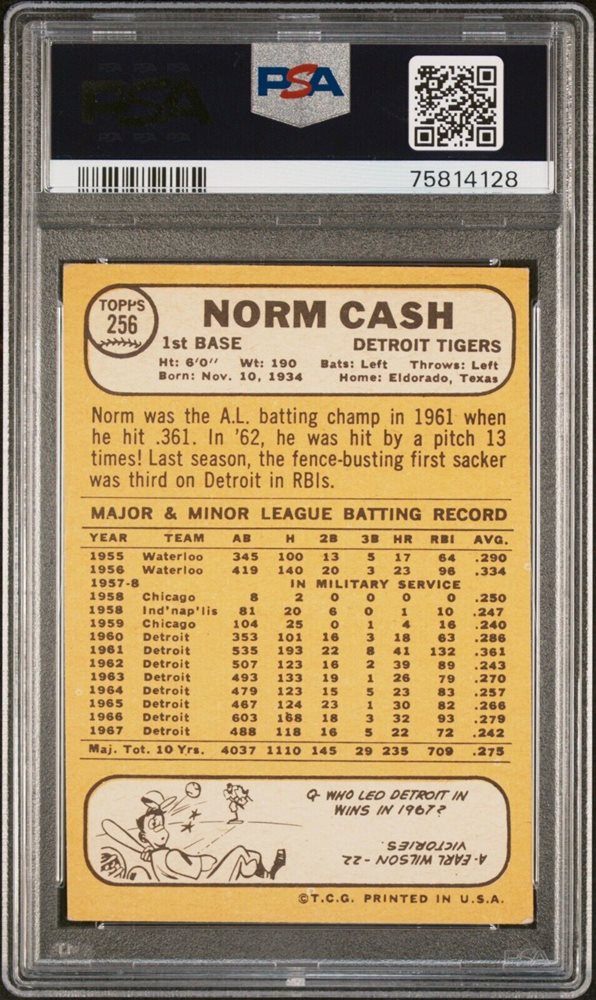 PSA
75814128
TOPPS
256
NORM CASH
1st BASE DETROIT TIGERS
Ht: 6'0" Wt: 190 Bats: Left Throws: Left
Born: Nov. 10, 1934 Home: Eldorado, Texas
Norm was the A.L. batting champ in 1961 when
he hit .361. In '62, he was hit by a pitch 13
times! Last season, the fence-busting first sacker
was third on Detroit in RBIs.
MAJOR & MINOR LEAGUE BATTING RECORD
YEAR TEAM AB H 2B 3B HR RBI AVG.
1955 Waterloo 345 100 13 5 17 64 .290
1956 Waterloo 419 140 20 3 23 96 .334
1957-8 IN MILITARY SERVICE
1958 Chicago 8 2 0 0 0 0 .250
1958 Ind'nap'lis 81 20 6 0 1 10 .247
1959 Chicago 104 25 0 1 4 16 .240
1960 Detroit 353 101 16 3 18 63 .286
1961 Detroit 535 193 22 8 41 132 .361
1962 Detroit 507 123 16 2 39 89 .243
1963 Detroit 493 133 19 1 26 79 .270
1964 Detroit 479 123 15 5 23 83 .257
1965 Detroit 467 124 23 1 30 82 .266
1966 Detroit 603 168 18 3 32 93 .279
1967 Detroit 488 118 16 5 22 72 .242
Maj. Tot. 10 Yrs. 4037 1110 145 29 235 709 .275
Q- WHO LED DETROIT IN
WINS IN 1967?
A- EARL WILSON - 22
VICTORIES.
©T.C.G. PRINTED IN U.S.A.